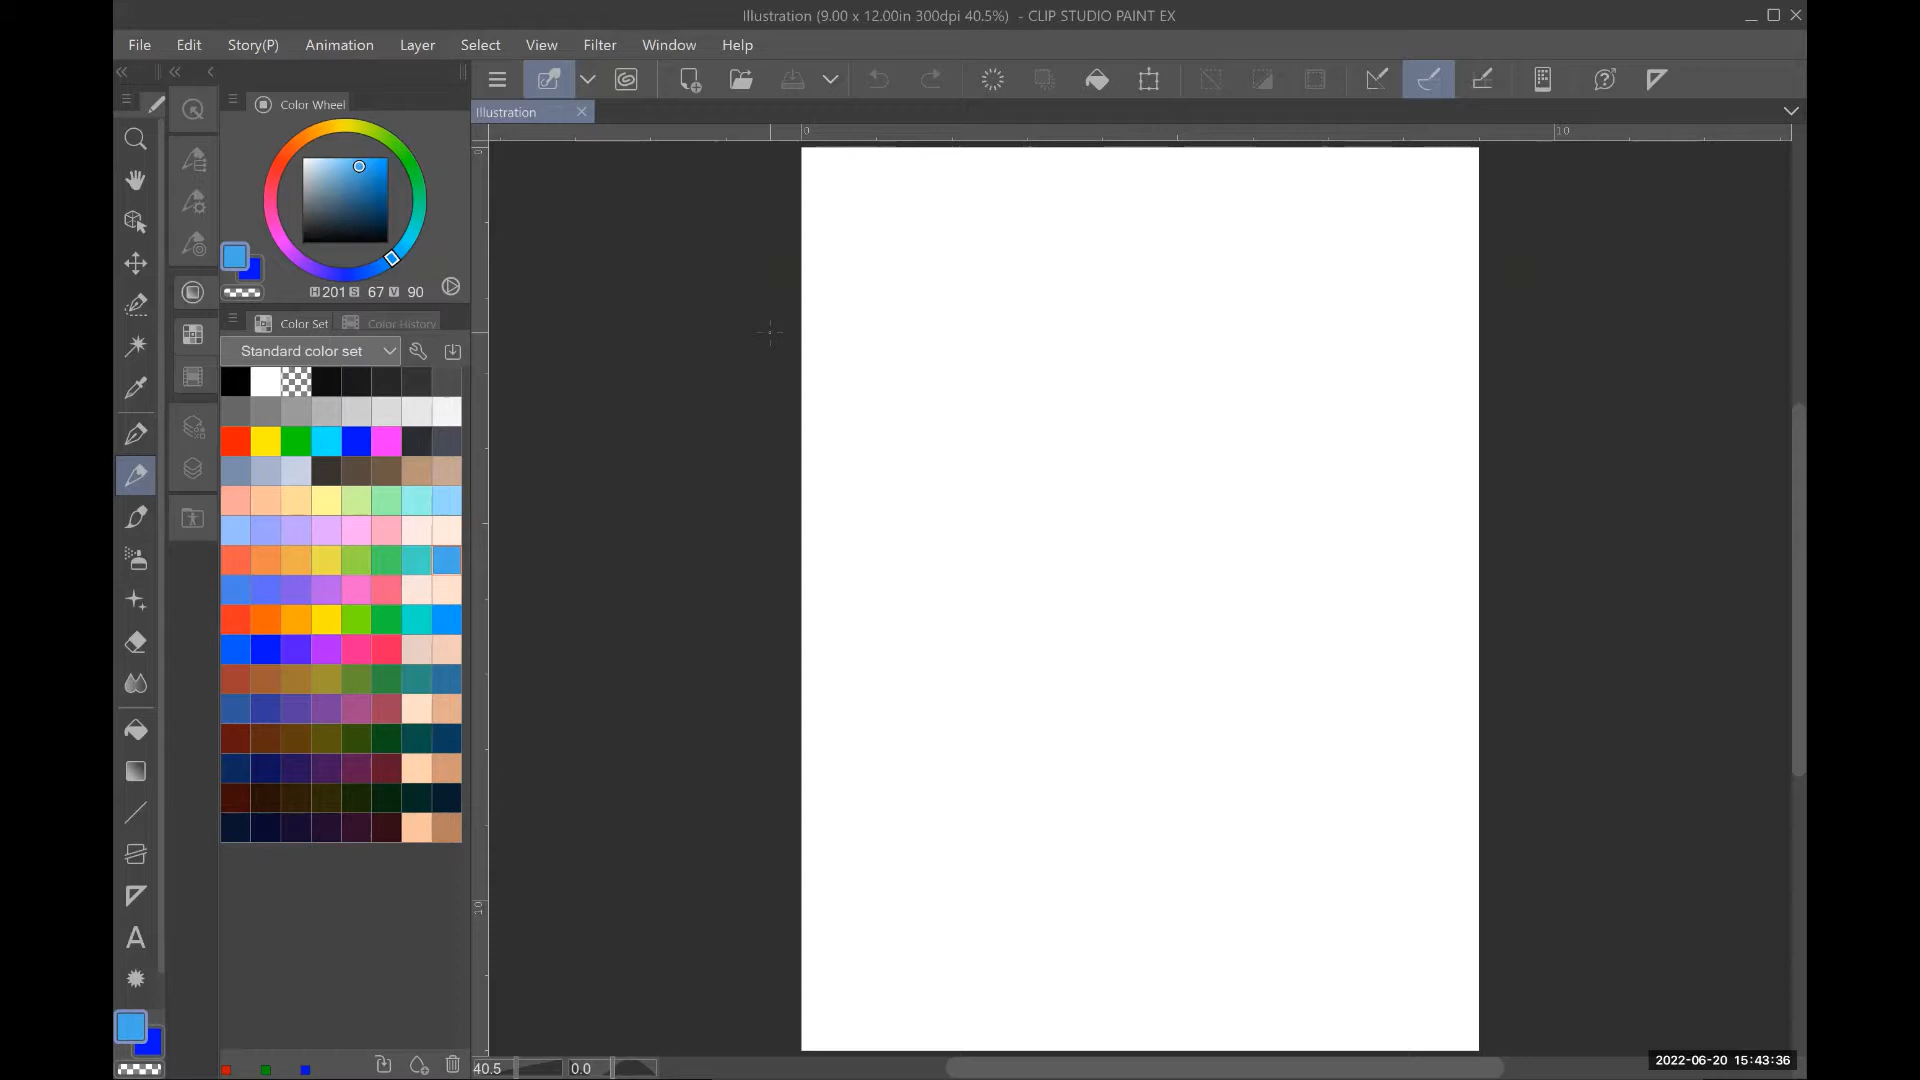 Illustration (9.00 x 12.00in 300dpi 40.5%)  - CLIP STUDIO PAINT EX
File Edit Story(P) Animation Layer Select View Filter Window Help
Color Wheel
Illustration
0 10
0
H 201 S 67 V 90
Color Set Color History
Standard color set
10
A
40.5 0.0
2022-06-20 15:43:36